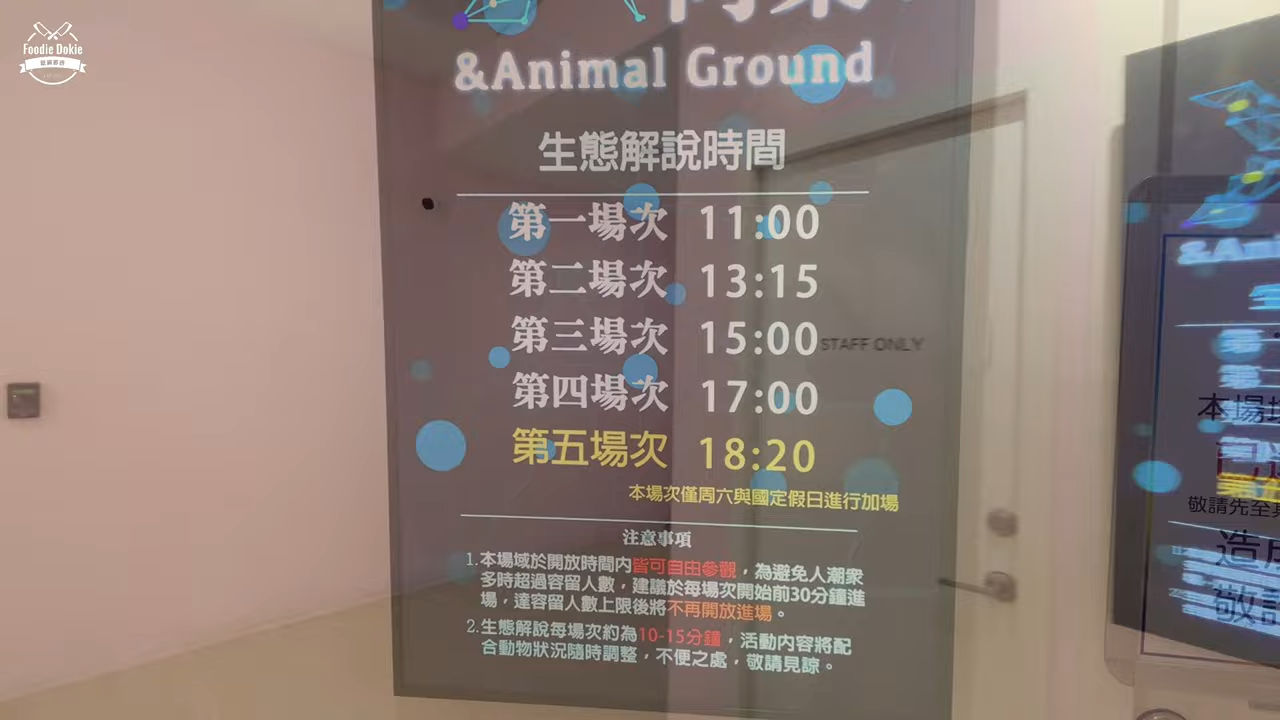 Foodie Dokie
&Animal Ground
生態解說時間
第一場次 11:00
第二場次 13:15
第三場次 15:00
第四場次 17:00
第五場次 18:20
本場次僅周六與國定假日進行加場
注意事項
1.本場域於開放時間內皆可自由參觀，為避免人潮眾
多時超過容留人數，建議於每場次開始前30分鐘進
場，達容留人數上限後將不再開放進場。
2.生態解說每場次約為10-15分鐘，活動內容將配
合動物狀況隨時調整，不便之處，敬請見諒。
STAFF ONLY
&Ani
本場
敬請先至
造
敬